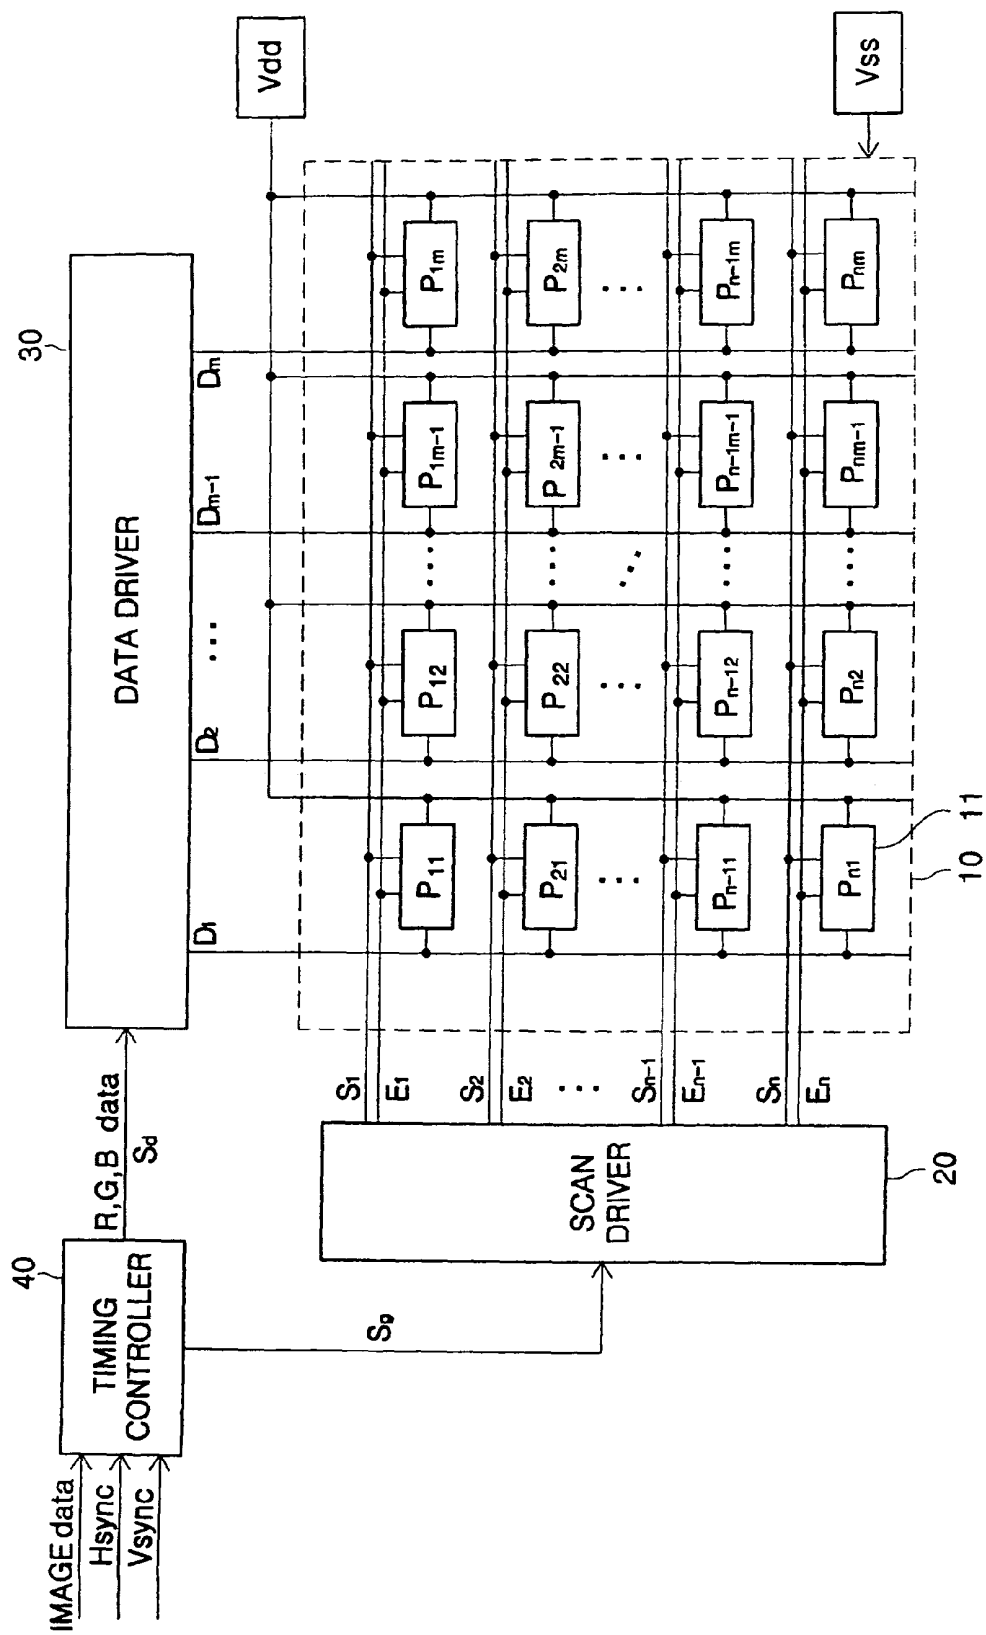 40
30
IMAGE data
Hsync
Vsync
TIMING
CONTROLLER
R,G,B data
Sd
DATA DRIVER
Sg
D1
D2
...
Dm-1
Dm
Vdd
SCAN
DRIVER
20
S1
E1
P11
P12
....
P1m-1
P1m
S2
E2
P21
P22
....
P2m-1
P2m
...
...
...
...
...
...
Sn-1
En-1
Pn-11
Pn-12
....
Pn-1m-1
Pn-1m
Sn
En
Pn1
Pn2
....
Pnm-1
Pnm
Vss
10
11